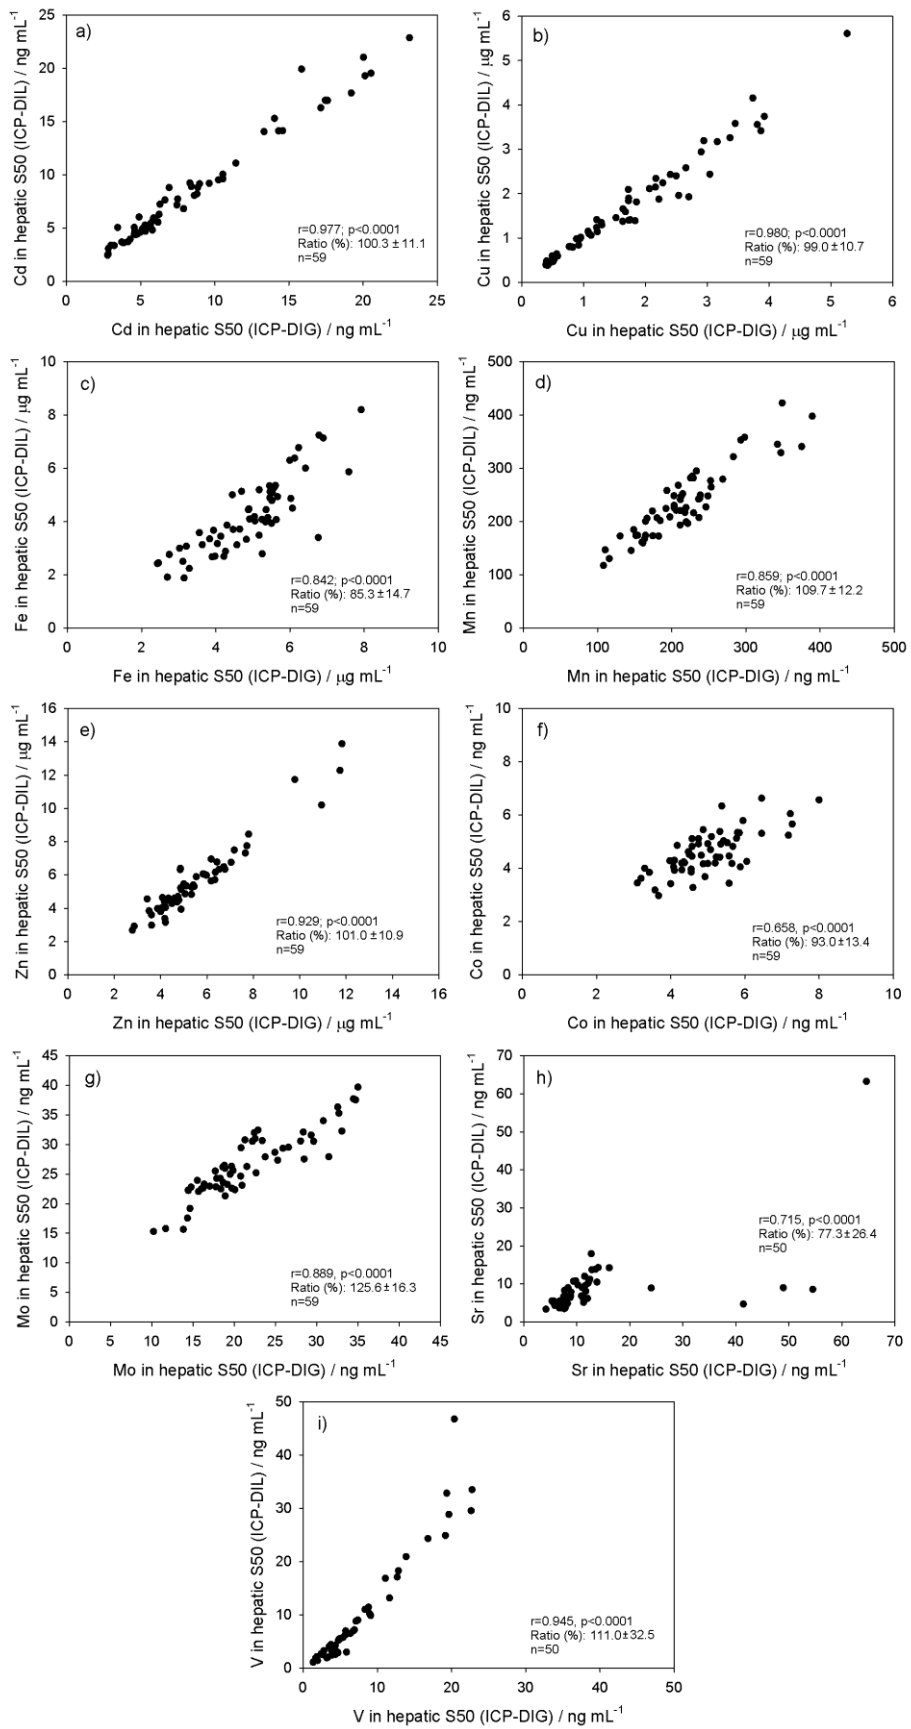 a)
25
20
15
10
5
0
Cd in hepatic S50 (ICP-DIL) / ng mL-1
r=0.977; p<0.0001
Ratio (%): 100.3±11.1
n=59
0 5 10 15 20 25
Cd in hepatic S50 (ICP-DIG) / ng mL-1
b)
6
5
4
3
2
1
0
Cu in hepatic S50 (ICP-DIL) / μg mL-1
r=0.980; p<0.0001
Ratio (%): 99.0±10.7
n=59
0 1 2 3 4 5 6
Cu in hepatic S50 (ICP-DIG) / μg mL-1
c)
10
8
6
4
2
0
Fe in hepatic S50 (ICP-DIL) / μg mL-1
r=0.842; p<0.0001
Ratio (%): 85.3±14.7
n=59
0 2 4 6 8 10
Fe in hepatic S50 (ICP-DIG) / μg mL-1
d)
500
400
300
200
100
0
Mn in hepatic S50 (ICP-DIL) / ng mL-1
r=0.859; p<0.0001
Ratio (%): 109.7±12.2
n=59
0 100 200 300 400 500
Mn in hepatic S50 (ICP-DIG) / ng mL-1
e)
16
14
12
10
8
6
4
2
0
Zn in hepatic S50 (ICP-DIL) / μg mL-1
r=0.929; p<0.0001
Ratio (%): 101.0±10.9
n=59
0 2 4 6 8 10 12 14 16
Zn in hepatic S50 (ICP-DIG) / μg mL-1
f)
10
8
6
4
2
0
Co in hepatic S50 (ICP-DIL) / ng mL-1
r=0.658, p<0.0001
Ratio (%): 93.0±13.4
n=59
0 2 4 6 8 10
Co in hepatic S50 (ICP-DIG) / ng mL-1
g)
45
40
35
30
25
20
15
10
5
0
Mo in hepatic S50 (ICP-DIL) / ng mL-1
r=0.889, p<0.0001
Ratio (%): 125.6±16.3
n=59
0 5 10 15 20 25 30 35 40 45
Mo in hepatic S50 (ICP-DIG) / ng mL-1
h)
70
60
50
40
30
20
10
0
Sr in hepatic S50 (ICP-DIL) / ng mL-1
r=0.715, p<0.0001
Ratio (%): 77.3±26.4
n=50
0 10 20 30 40 50 60 70
Sr in hepatic S50 (ICP-DIG) / ng mL-1
i)
50
40
30
20
10
0
V in hepatic S50 (ICP-DIL) / ng mL-1
r=0.945, p<0.0001
Ratio (%): 111.0±32.5
n=50
0 10 20 30 40 50
V in hepatic S50 (ICP-DIG) / ng mL-1